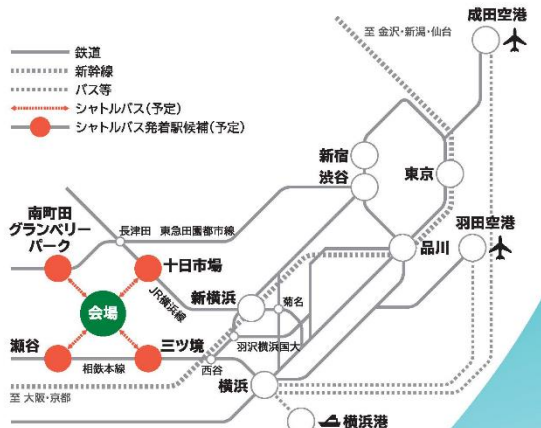 成田空港
至 金沢・新潟・仙台
鉄道
新幹線
バス等
シャトルバス(予定)
シャトルバス発着駅候補(予定)
新宿
渋谷
東京
南町田
グランベリー
パーク
長津田
東急田園都市線
羽田空港
品川
十日市場
JR横浜線
新横浜
菊名
会場
羽沢横浜国大
瀬谷
三ツ境
相鉄本線
西谷
横浜
至 大阪・京都
横浜港